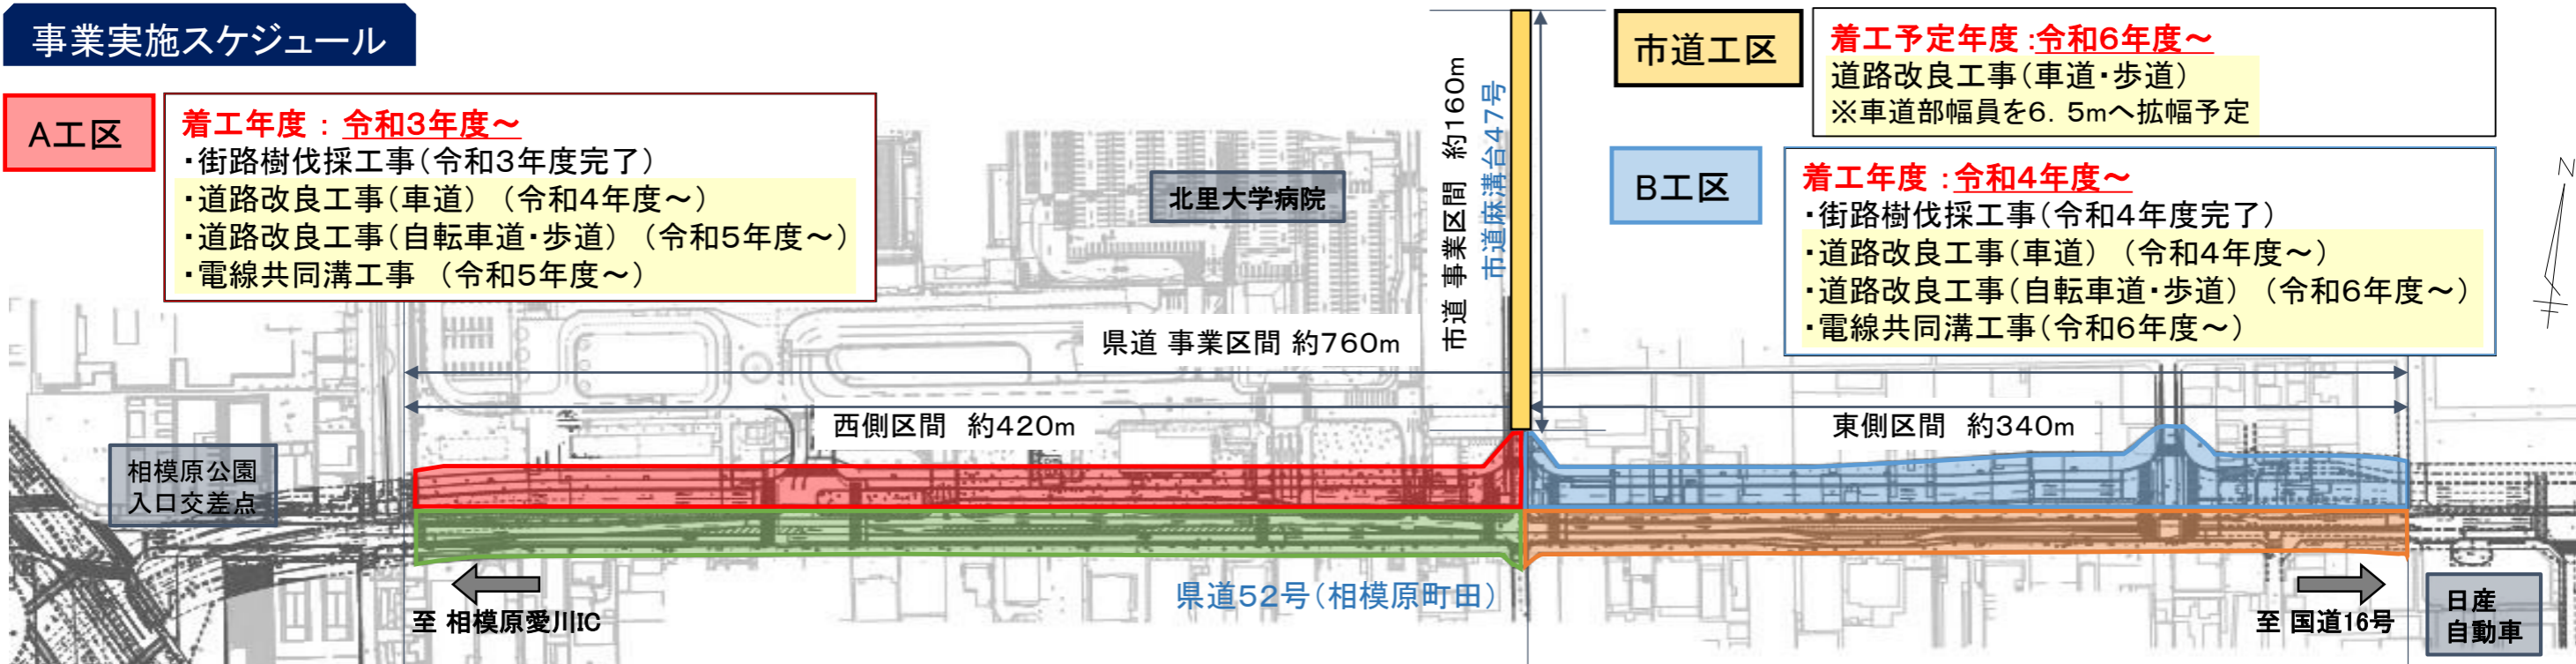 事業実施スケジュール
A工区
着工年度：令和3年度～
・街路樹伐採工事(令和3年度完了)
・道路改良工事(車道) (令和4年度～)
・道路改良工事(自転車道・歩道) (令和5年度～)
・電線共同溝工事 (令和5年度～)
市道工区
着工予定年度：令和6年度～
道路改良工事(車道・歩道)
※車道部幅員を6．5mへ拡幅予定
B工区
着工年度：令和4年度～
・街路樹伐採工事(令和4年度完了)
・道路改良工事(車道) (令和4年度～)
・道路改良工事(自転車道・歩道) (令和6年度～)
・電線共同溝工事(令和6年度～)
N
北里大学病院
市道 事業区間 約160m
市道麻溝台47号
県道 事業区間 約760m
西側区間 約420m
東側区間 約340m
相模原公園
入口交差点
至 相模原愛川IC
県道52号(相模原町田)
至 国道16号
日産
自動車